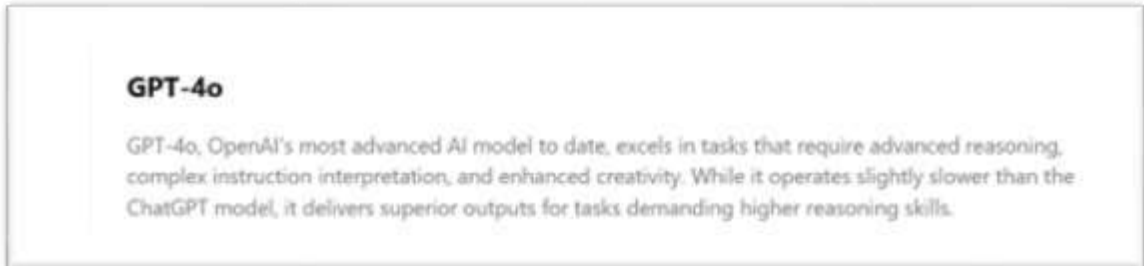 GPT-4o
GPT-4o, OpenAI's most advanced AI model to date, excels in tasks that require advanced reasoning,
complex instruction interpretation, and enhanced creativity. While it operates slightly slower than the
ChatGPT model, it delivers superior outputs for tasks demanding higher reasoning skills.